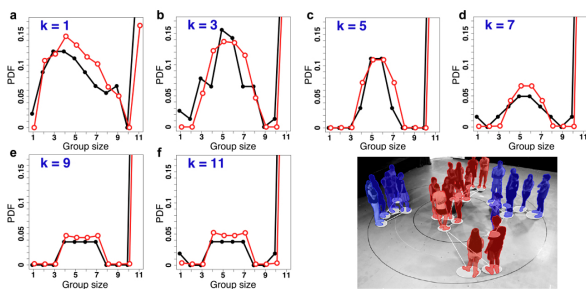 a k = 1
PDF
0.15
0.1
0.05
0
1 3 5 7 9 11
Group size
b k = 3
PDF
0.15
0.1
0.05
0
1 3 5 7 9 11
Group size
c k = 5
PDF
0.15
0.1
0.05
0
1 3 5 7 9 11
Group size
d k = 7
PDF
0.15
0.1
0.05
0
1 3 5 7 9 11
Group size
e k = 9
PDF
0.15
0.1
0.05
0
1 3 5 7 9 11
Group size
f k = 11
PDF
0.15
0.1
0.05
0
1 3 5 7 9 11
Group size